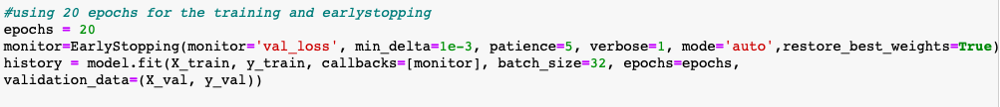 #using 20 epochs for the training and earlystopping
epochs = 20
monitor=EarlyStopping(monitor='val_loss', min_delta=1e-3, patience=5, verbose=1, mode='auto',restore_best_weights=True)
history = model.fit(X_train, y_train, callbacks=[monitor], batch_size=32, epochs=epochs,
validation_data=(X_val, y_val))